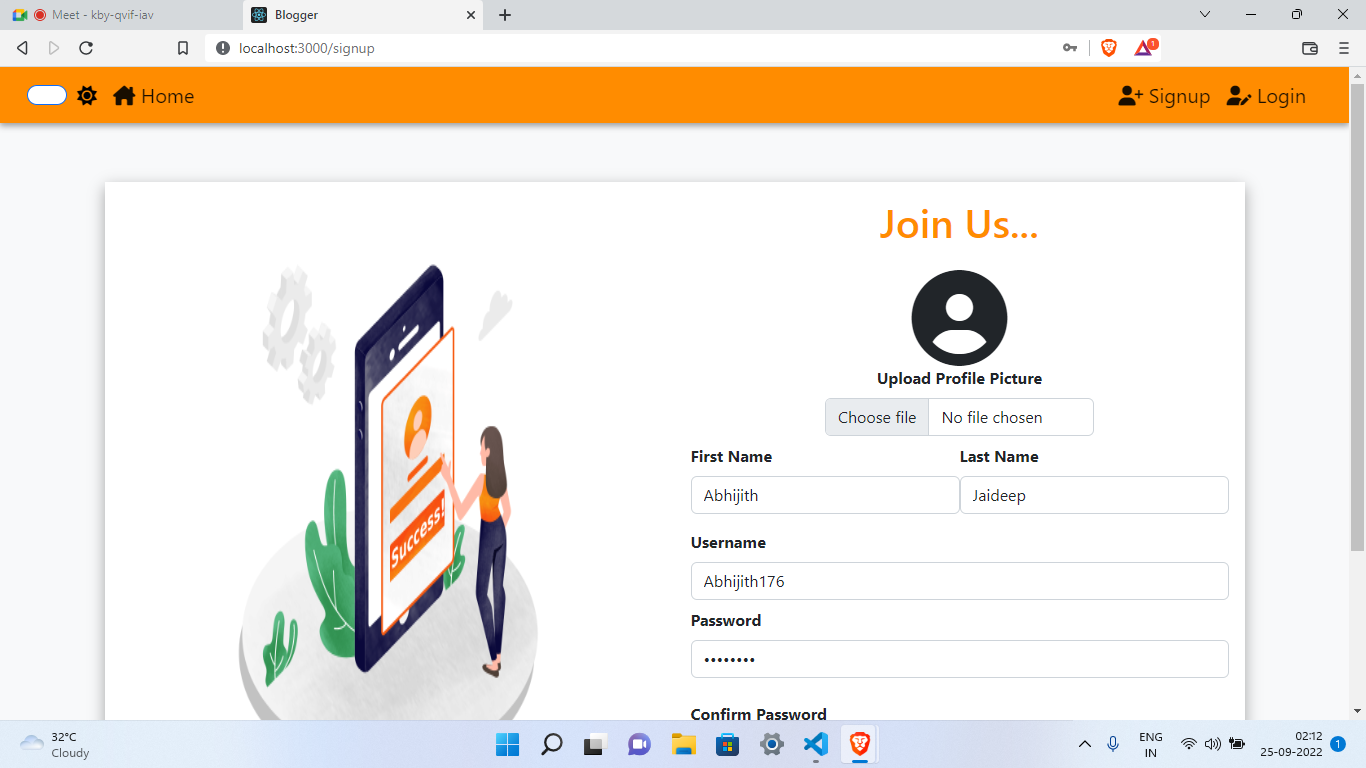 Meet - kby-qvif-iav
Blogger
localhost:3000/signup
1
Home
Signup
Login
Join Us...
Success!
Upload Profile Picture
Choose file
No file chosen
First Name
Last Name
Abhijith
Jaideep
Username
Abhijith176
Password
••••••••
Confirm Password
32°C
Cloudy
ENG
IN
02:12
25-09-2022
1